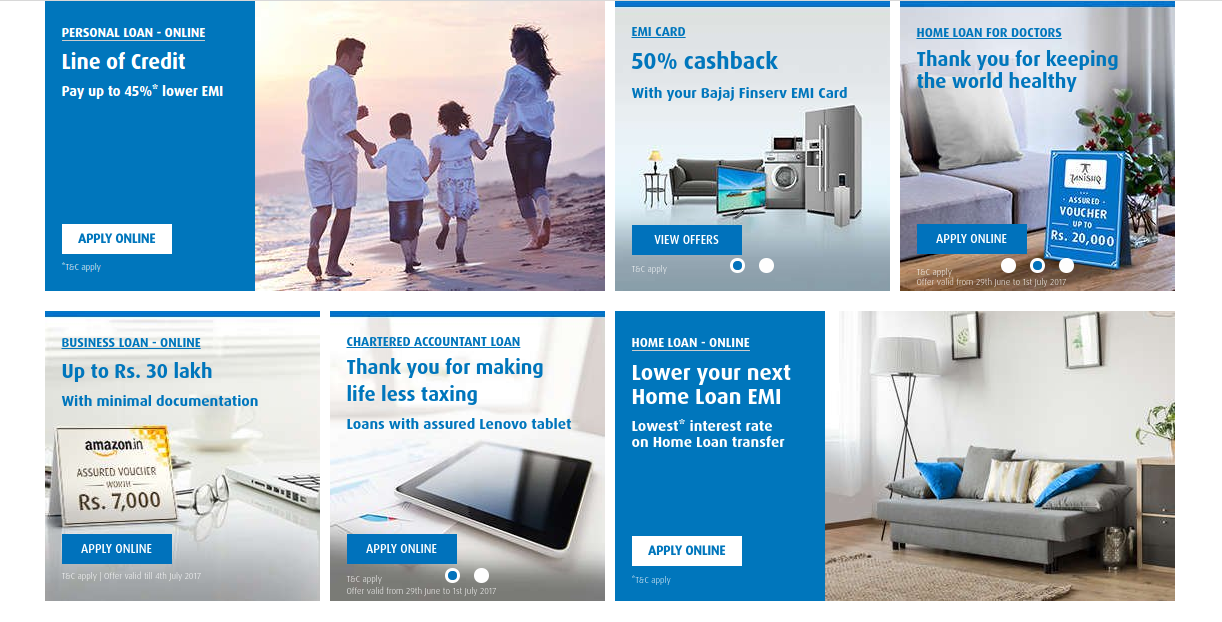 PERSONAL LOAN - ONLINE
Line of Credit
Pay up to 45%* lower EMI
APPLY ONLINE
*T&C apply
EMI CARD
50% cashback
With your Bajaj Finserv EMI Card
VIEW OFFERS
T&C apply
HOME LOAN FOR DOCTORS
Thank you for keeping
the world healthy
TANISHQ
ASSURED
VOUCHER
UP TO
Rs. 20,000
APPLY ONLINE
T&C apply
Offer valid from 29th June to 1st July 2017
BUSINESS LOAN - ONLINE
Up to Rs. 30 lakh
With minimal documentation
amazon.in
ASSURED VOUCHER
WORTH
Rs. 7,000
APPLY ONLINE
T&C apply | Offer valid till 4th July 2017
CHARTERED ACCOUNTANT LOAN
Thank you for making
life less taxing
Loans with assured Lenovo tablet
APPLY ONLINE
T&C apply
Offer valid from 29th June to 1st July 2017
HOME LOAN - ONLINE
Lower your next
Home Loan EMI
Lowest* interest rate
on Home Loan transfer
APPLY ONLINE
*T&C apply